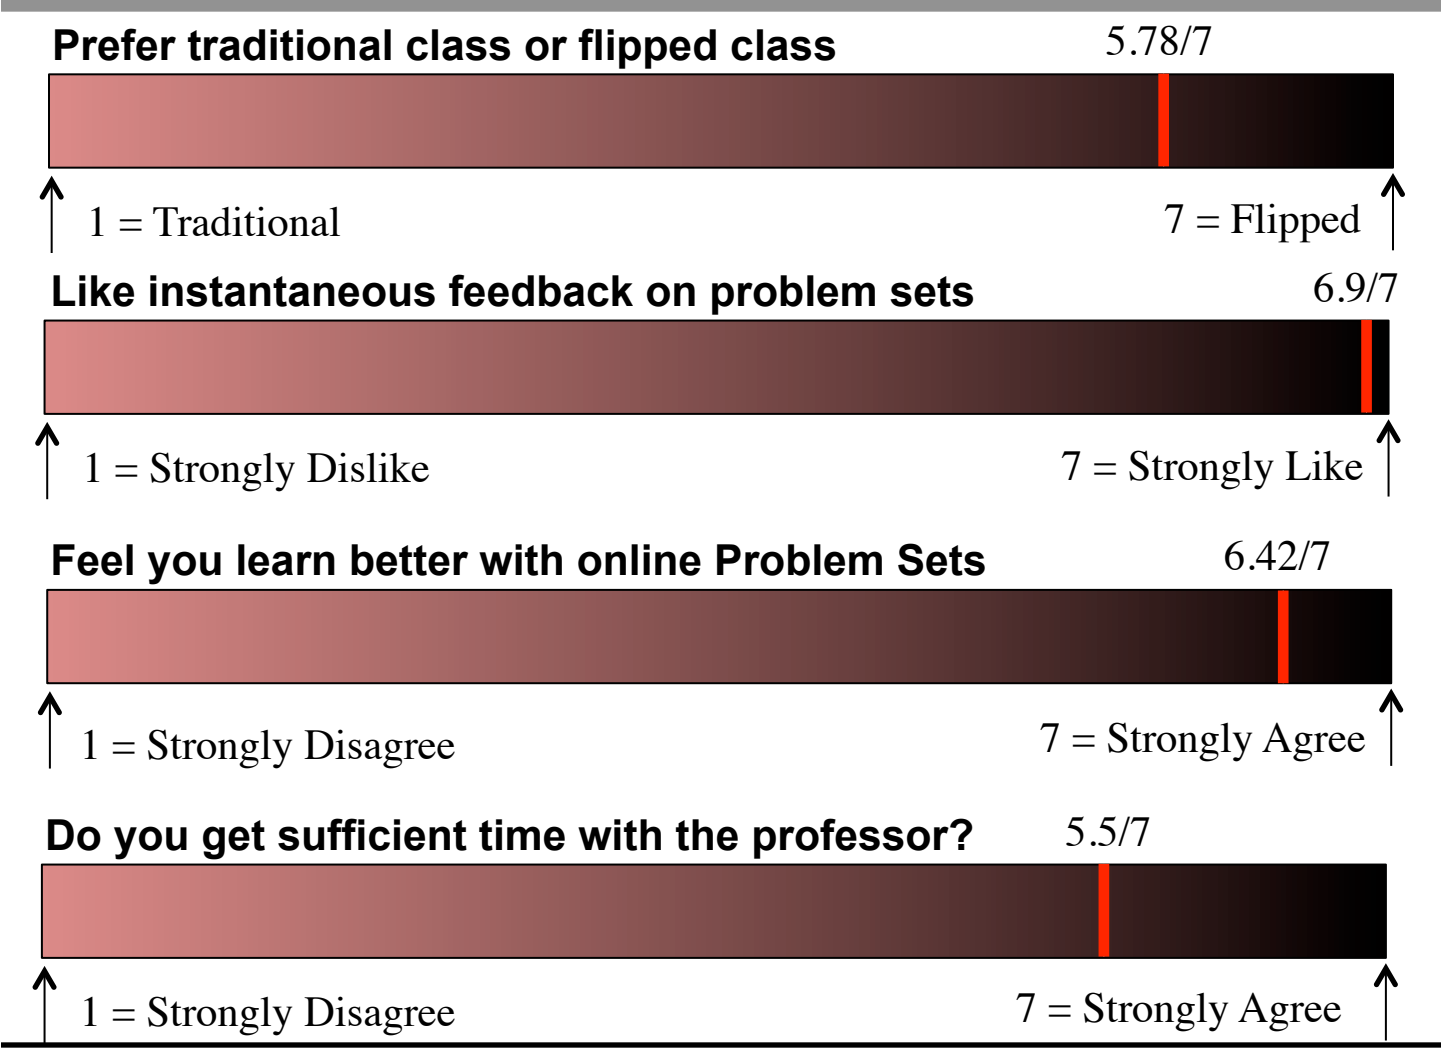 Prefer traditional class or flipped class 5.78/7
1 = Traditional 7 = Flipped
Like instantaneous feedback on problem sets 6.9/7
1 = Strongly Dislike 7 = Strongly Like
Feel you learn better with online Problem Sets 6.42/7
1 = Strongly Disagree 7 = Strongly Agree
Do you get sufficient time with the professor? 5.5/7
1 = Strongly Disagree 7 = Strongly Agree